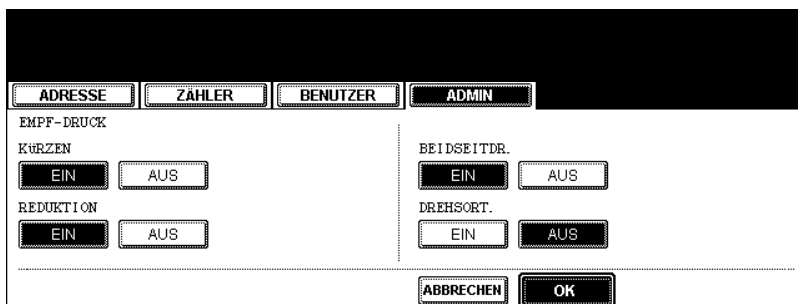 ADRESSE ZÄHLER BENUTZER ADMIN
EMPF-DRUCK
KÜRZEN
EIN AUS
REDUKTION
EIN AUS
BEIDSEITDR.
EIN AUS
DREHSORT.
EIN AUS
ABBRECHEN OK